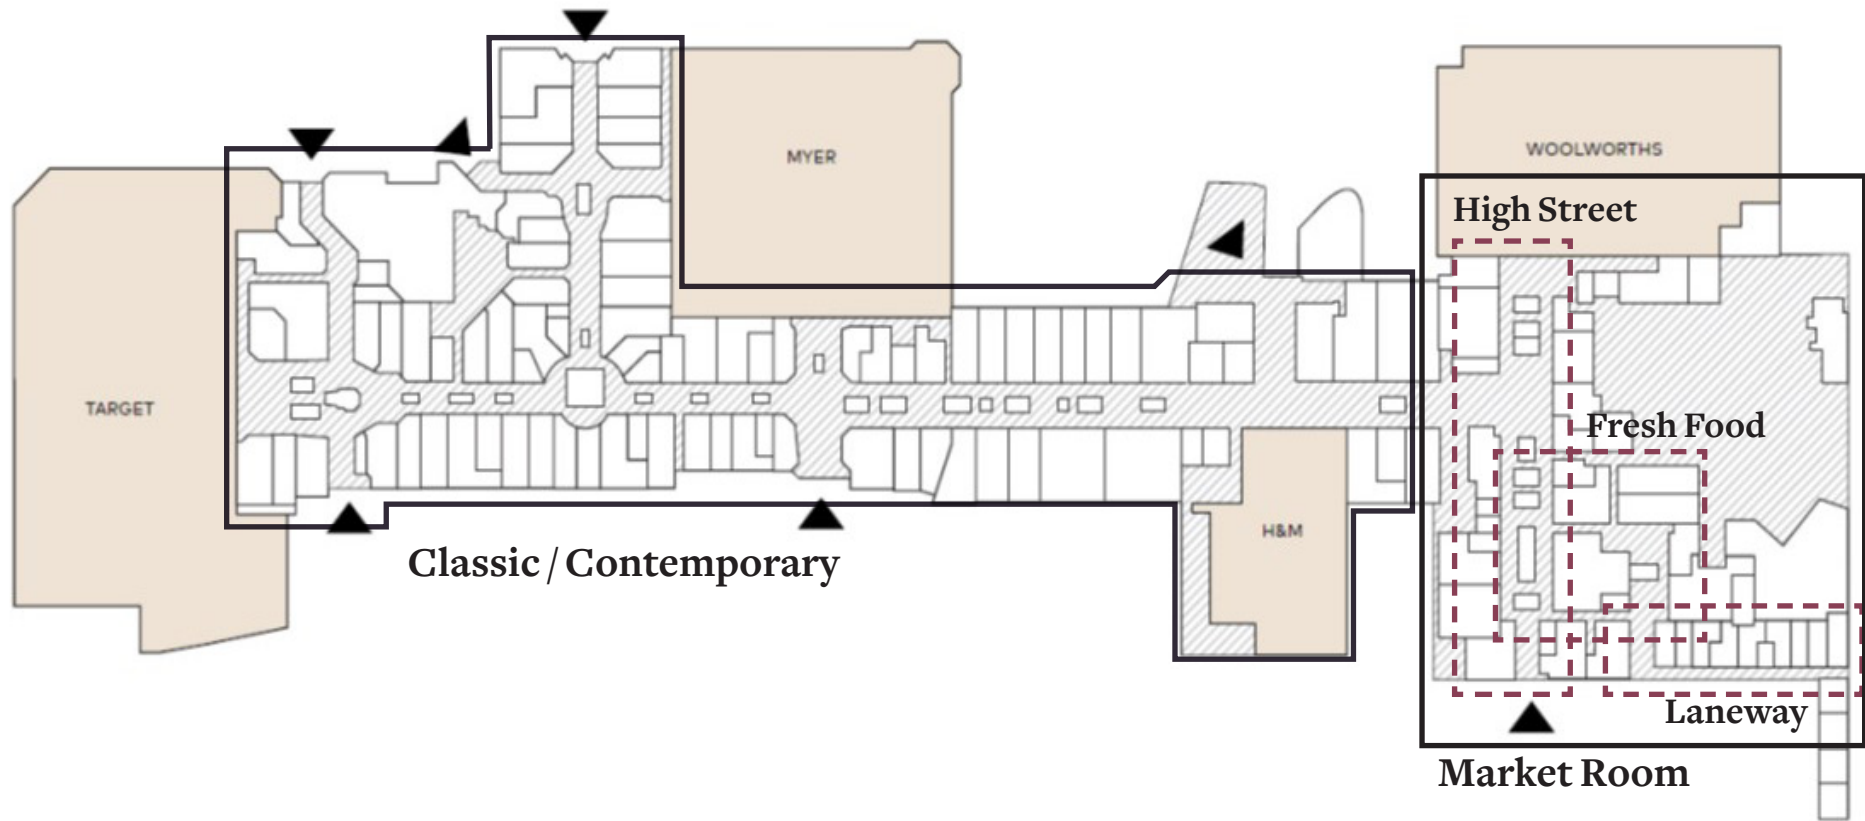 MYER
WOOLWORTHS
High Street
TARGET
Fresh Food
H&M
Classic / Contemporary
Laneway
Market Room